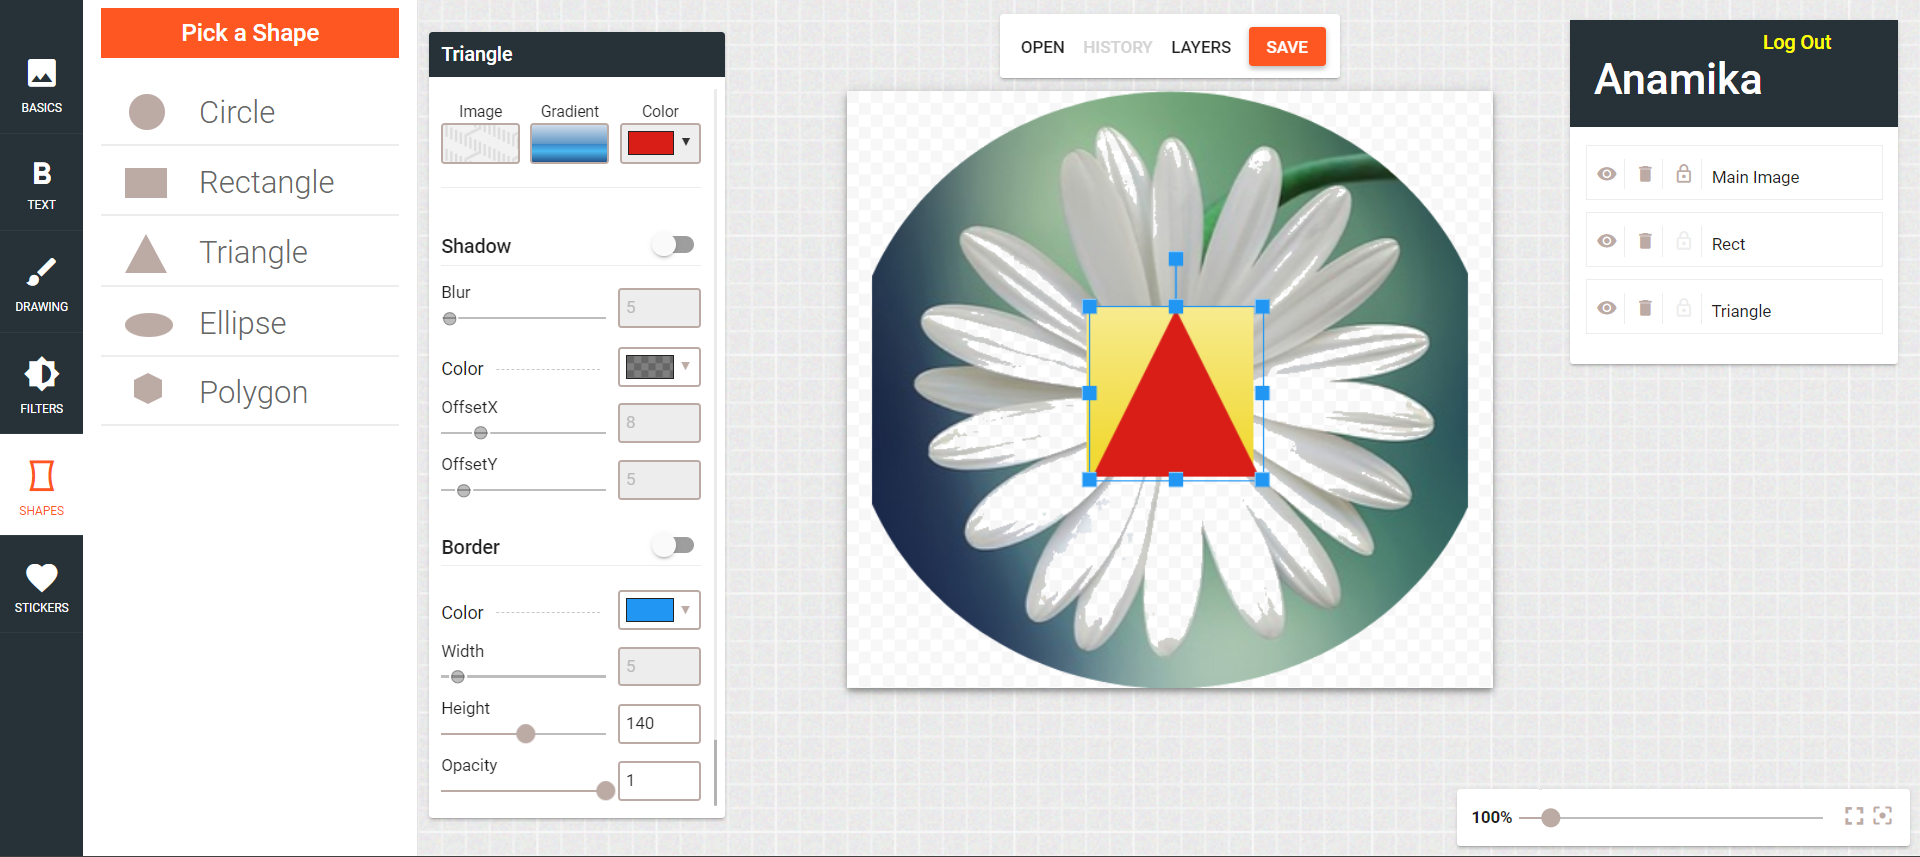 BASICS
TEXT
DRAWING
FILTERS
SHAPES
STICKERS
Pick a Shape
Circle
Rectangle
Triangle
Ellipse
Polygon
Triangle
Image Gradient Color
Shadow
Blur
5
Color
OffsetX
8
OffsetY
5
Border
Color
Width
5
Height
140
Opacity
1
OPEN HISTORY LAYERS SAVE
Log Out
Anamika
Main Image
Rect
Triangle
100%